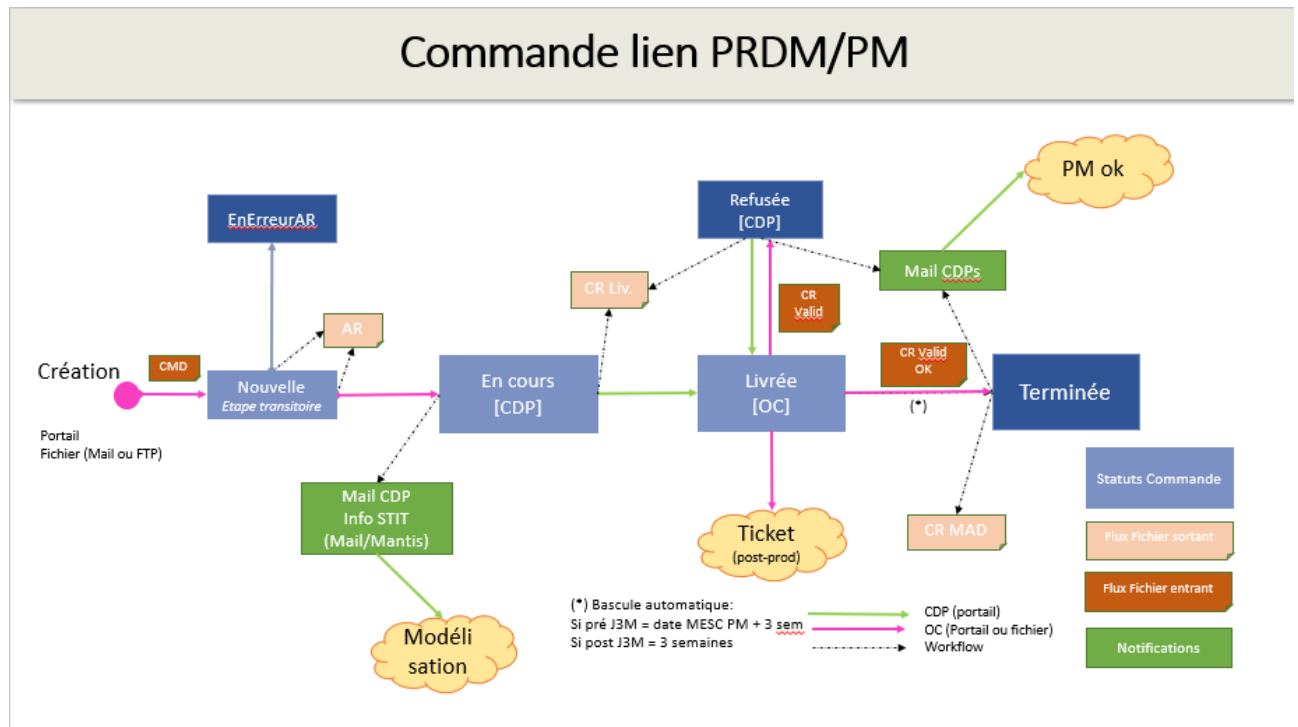 Commande lien PRDM/PM
PM ok
EnErreurAR
Refusée
[CDP]
Mail CDPs
CR Liv.
CR
Valid
AR
CMD
CR Valid
OK
Création
Nouvelle
Etape transitoire
En cours
[CDP]
Livrée
[OC]
(*)
Terminée
Portail
Fichier (Mail ou FTP)
Mail CDP
Info STIT
(Mail/Mantis)
Ticket
(post-prod)
CR MAD
Statuts Commande
Flux Fichier sortant
Flux Fichier entrant
Notifications
Modéli
sation
(*) Bascule automatique:
Si pré J3M = date MESC PM + 3 sem
Si post J3M = 3 semaines
CDP (portail)
OC (Portail ou fichier)
Workflow